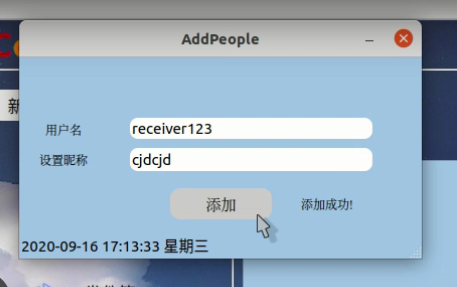 AddPeople
新
用户名
receiver123
设置昵称
cjdcjd
添加
添加成功!
2020-09-16 17:13:33 星期三